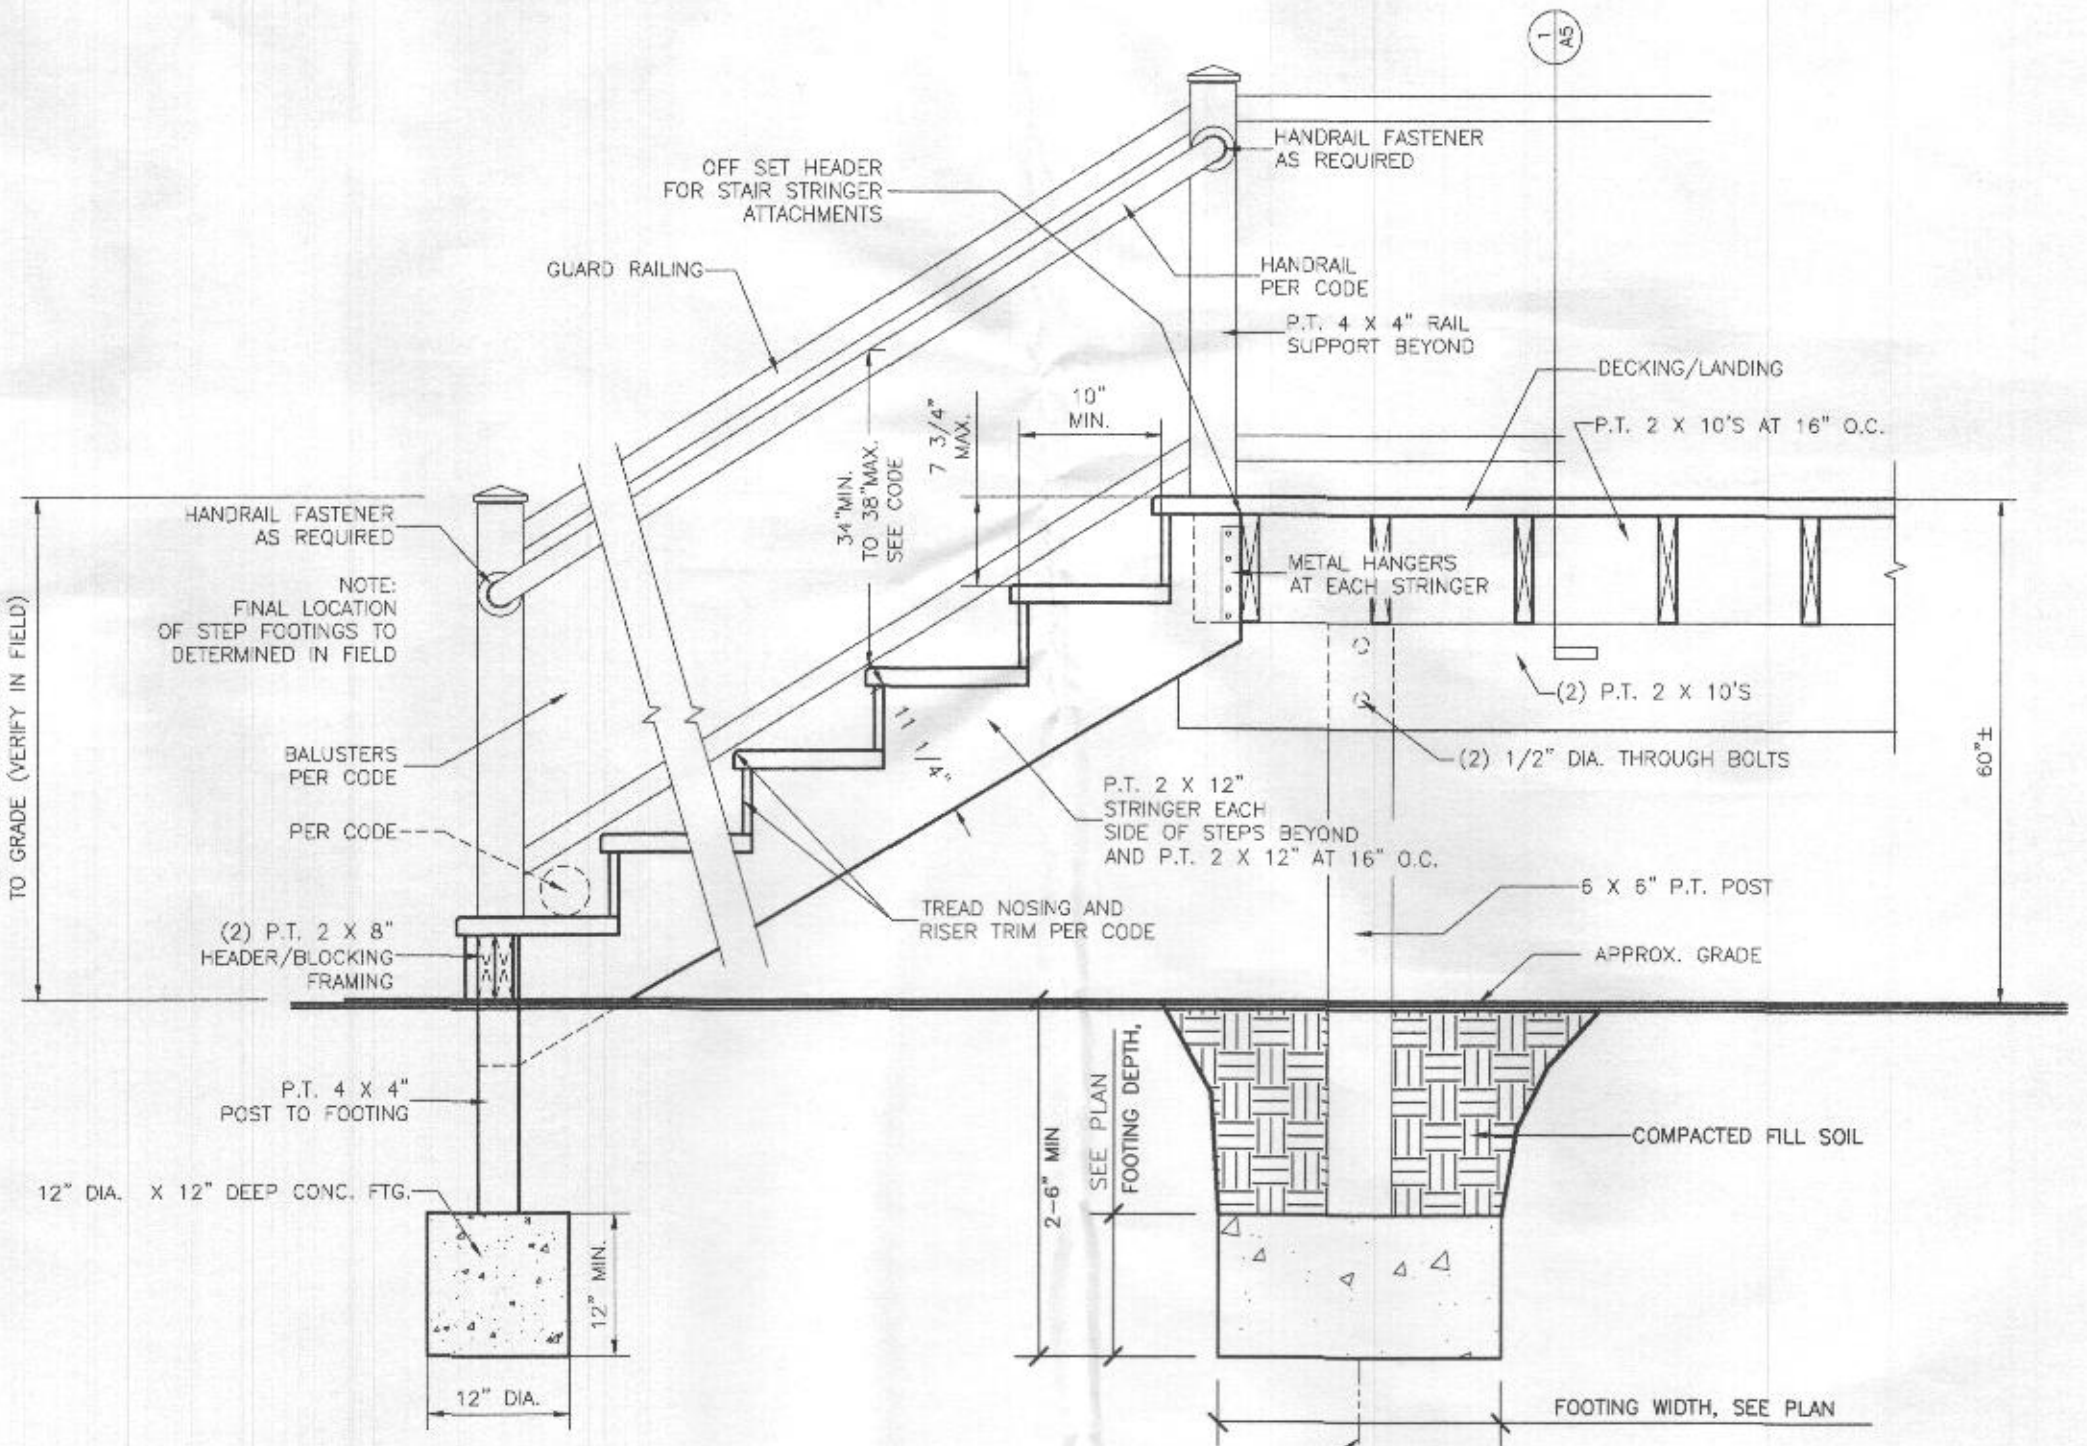 1
A5
HANDRAIL FASTENER
AS REQUIRED
OFF SET HEADER
FOR STAIR STRINGER
ATTACHMENTS
GUARD RAILING
HANDRAIL
PER CODE
P.T. 4 X 4" RAIL
SUPPORT BEYOND
DECKING/LANDING
10"
MIN.
7 3/4"
MAX.
P.T. 2 X 10'S AT 16" O.C.
34"MIN.
TO 38"MAX.
SEE CODE
HANDRAIL FASTENER
AS REQUIRED
NOTE:
FINAL LOCATION
OF STEP FOOTINGS TO
DETERMINED IN FIELD
TO GRADE (VERIFY IN FIELD)
METAL HANGERS
AT EACH STRINGER
(2) P.T. 2 X 10'S
11 1/4"
(2) 1/2" DIA. THROUGH BOLTS
60"±
BALUSTERS
PER CODE
P.T. 2 X 12"
STRINGER EACH
SIDE OF STEPS BEYOND
AND P.T. 2 X 12" AT 16" O.C.
PER CODE
6 X 6" P.T. POST
TREAD NOSING AND
RISER TRIM PER CODE
(2) P.T. 2 X 8"
HEADER/BLOCKING
FRAMING
APPROX. GRADE
P.T. 4 X 4"
POST TO FOOTING
2-6" MIN
SEE PLAN
FOOTING DEPTH,
COMPACTED FILL SOIL
12" DIA. X 12" DEEP CONC. FTG.
12" MIN.
12" DIA.
FOOTING WIDTH, SEE PLAN